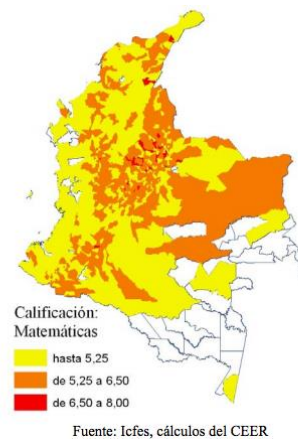 Calificación:
Matemáticas
hasta 5,25
de 5,25 a 6,50
de 6,50 a 8,00
Fuente: Icfes, cálculos del CEER